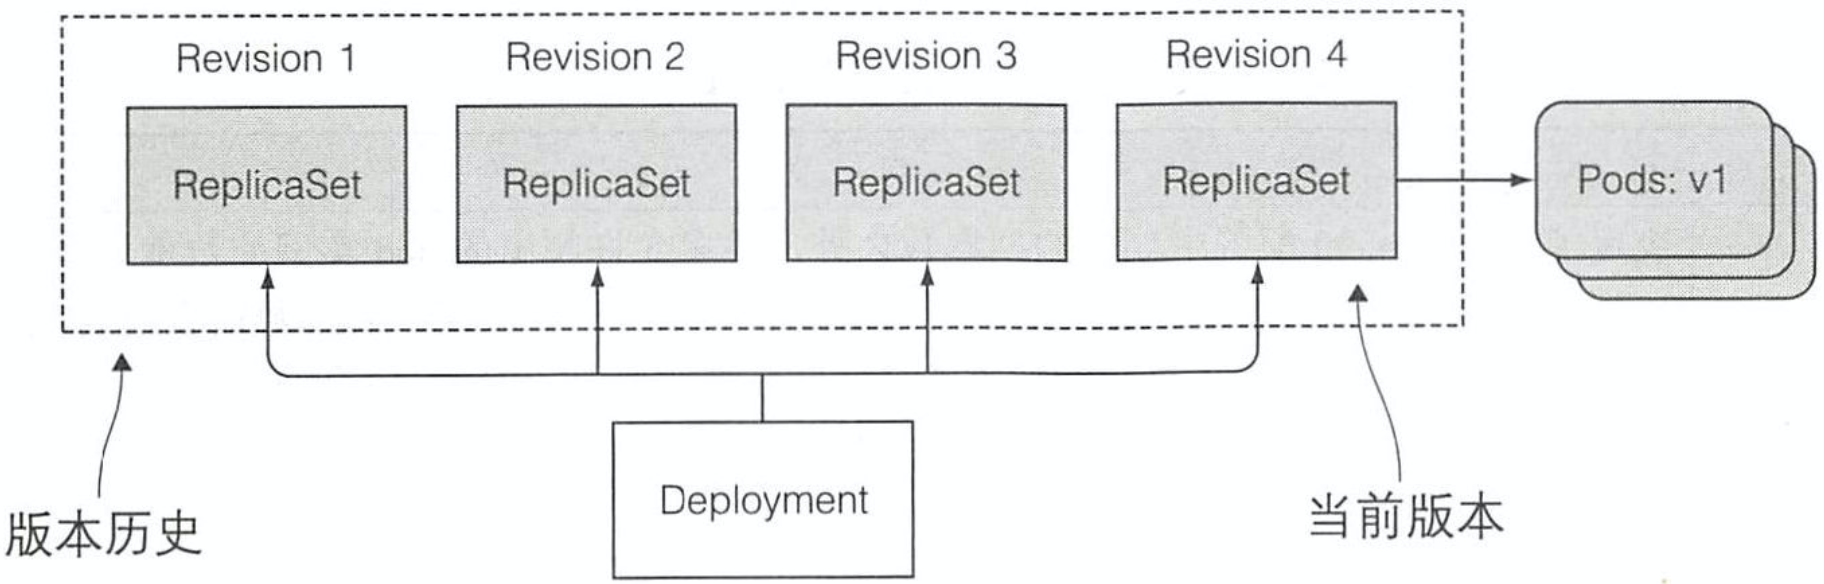 Revision 1
Revision 2
Revision 3
Revision 4
ReplicaSet
ReplicaSet
ReplicaSet
ReplicaSet
Pods: v1
版本历史
Deployment
当前版本